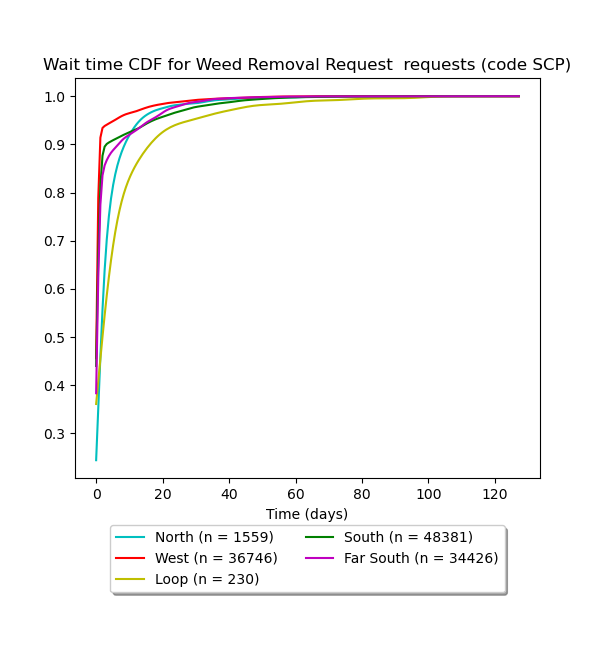 Wait time CDF for Weed Removal Request  requests (code SCP)
1.0
0.9
0.8
0.7
0.6
0.5
0.4
0.3
0 20 40 60 80 100 120
Time (days)
North (n = 1559) South (n = 48381)
West (n = 36746) Far South (n = 34426)
Loop (n = 230)